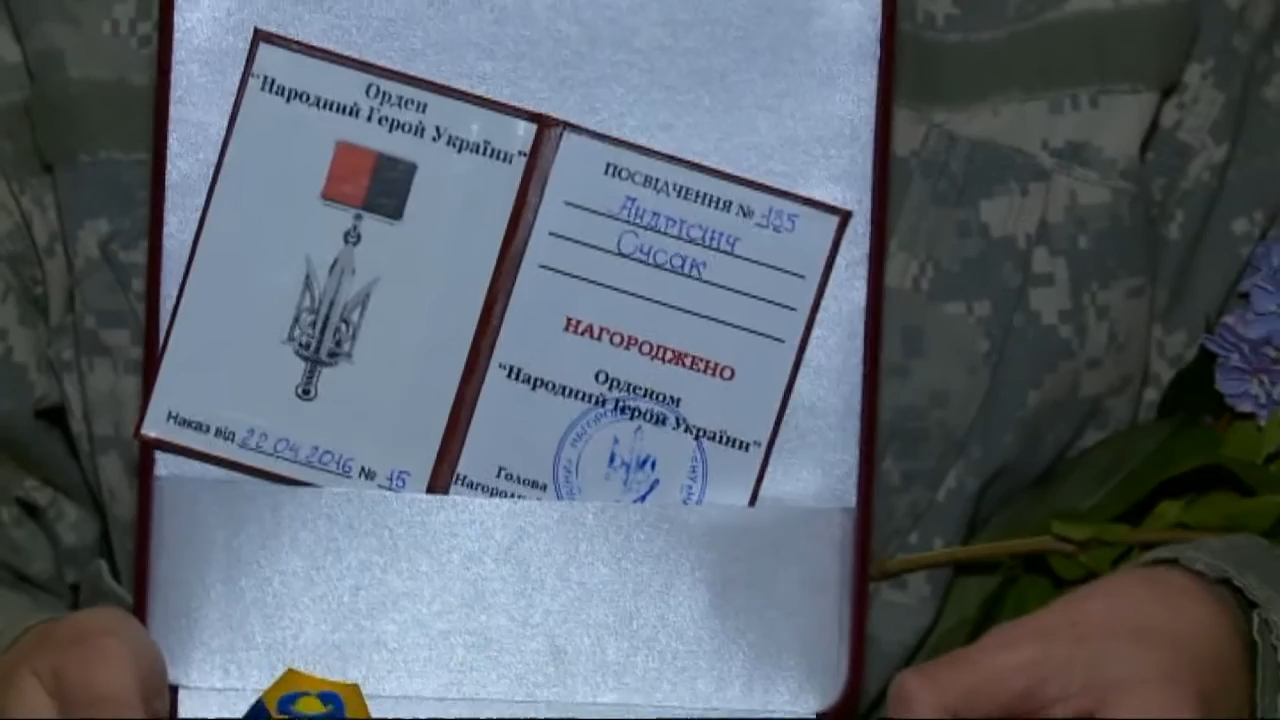 Орден
“Народний Герой України”
Наказ від 22.04.2016 № 15
ПОСВІДЧЕННЯ № 135
Сусак
НАГОРОДЖЕНО
Орденом
“Народний Герой України”
Голова